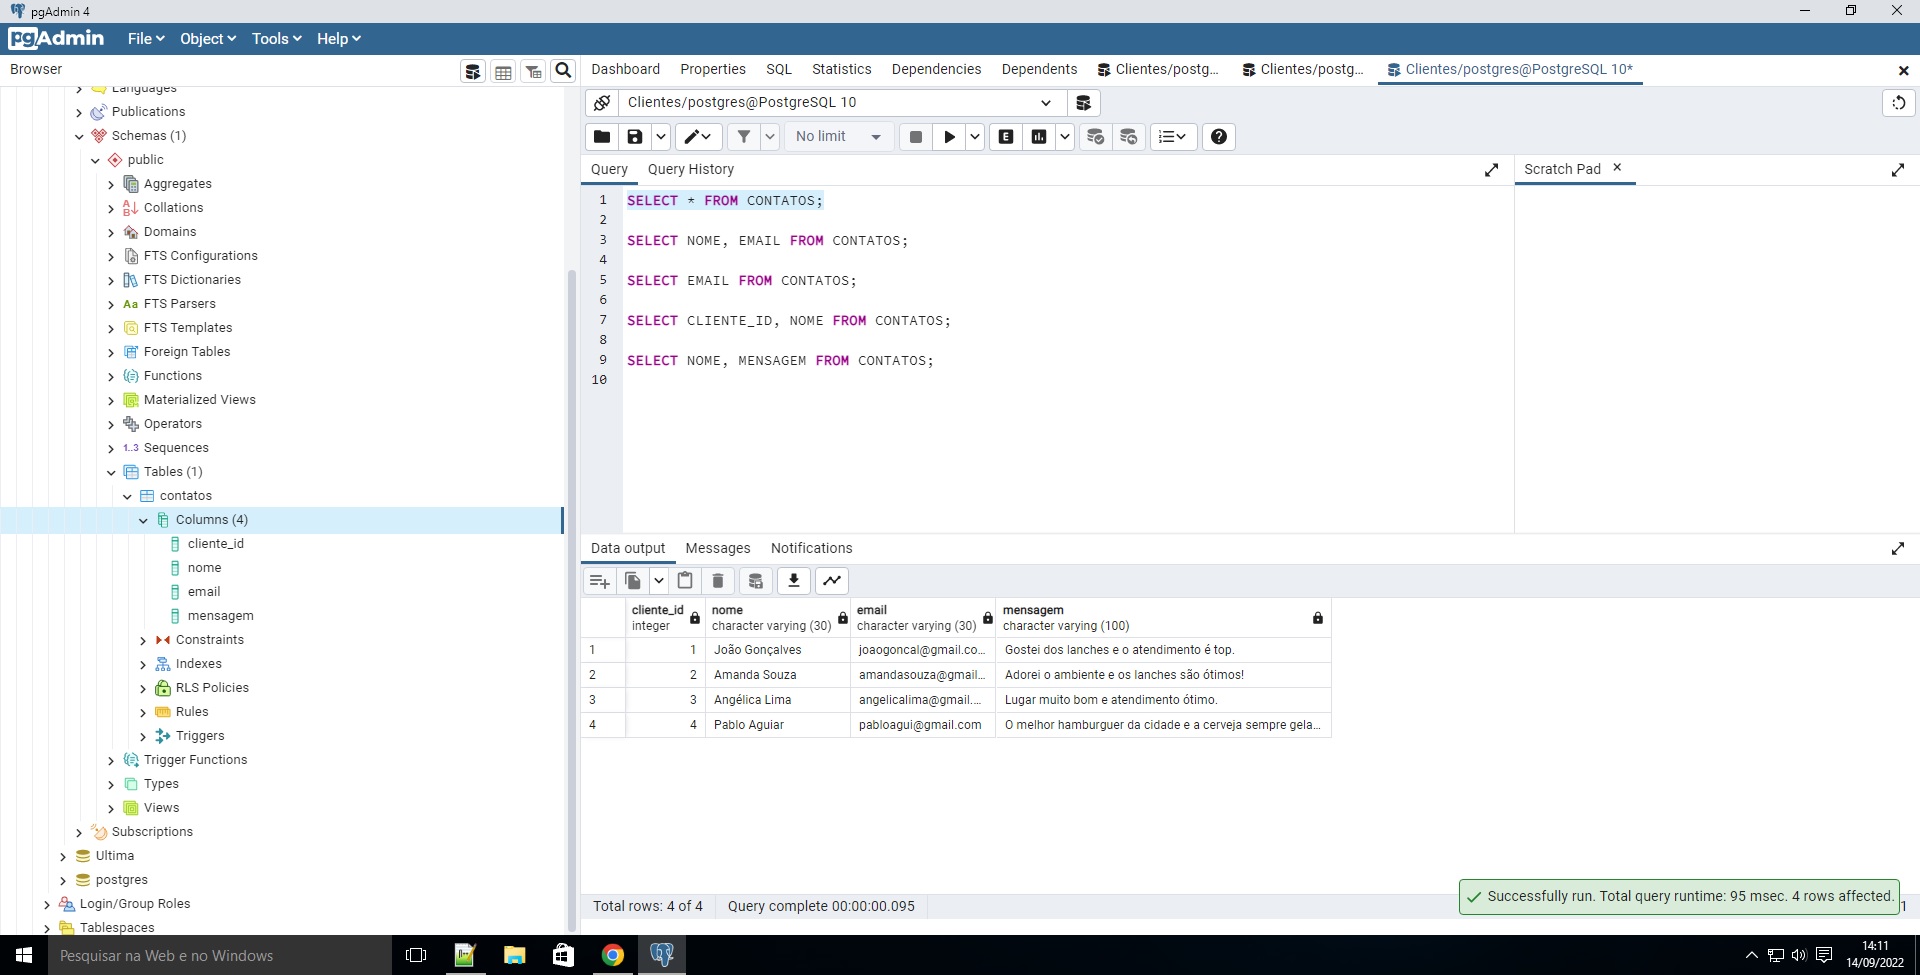 pgAdmin 4
pgAdmin File Object Tools Help
Browser
Dashboard Properties SQL Statistics Dependencies Dependents Clientes/postg... Clientes/postg... Clientes/postgres@PostgreSQL 10*
Languages
Publications
Schemas (1)
public
Aggregates
Collations
Domains
FTS Configurations
FTS Dictionaries
Aa FTS Parsers
FTS Templates
Foreign Tables
Functions
Materialized Views
Operators
1..3 Sequences
Tables (1)
contatos
Columns (4)
cliente_id
nome
email
mensagem
Constraints
Indexes
RLS Policies
Rules
Triggers
Trigger Functions
Types
Views
Subscriptions
Ultima
postgres
Login/Group Roles
Tablespaces
Clientes/postgres@PostgreSQL 10
No limit
Query Query History
Scratch Pad
1 SELECT * FROM CONTATOS;
2
3 SELECT NOME, EMAIL FROM CONTATOS;
4
5 SELECT EMAIL FROM CONTATOS;
6
7 SELECT CLIENTE_ID, NOME FROM CONTATOS;
8
9 SELECT NOME, MENSAGEM FROM CONTATOS;
10
Data output Messages Notifications
cliente_id nome email mensagem
integer character varying (30) character varying (30) character varying (100)
1 1 João Gonçalves joaogoncal@gmail.co... Gostei dos lanches e o atendimento é top.
2 2 Amanda Souza amandasouza@gmail... Adorei o ambiente e os lanches são ótimos!
3 3 Angélica Lima angelicalima@gmail.... Lugar muito bom e atendimento ótimo.
4 4 Pablo Aguiar pabloagui@gmail.com O melhor hamburguer da cidade e a cerveja sempre gela...
Total rows: 4 of 4 Query complete 00:00:00.095
Successfully run. Total query runtime: 95 msec. 4 rows affected.
1
Pesquisar na Web e no Windows
14:11
14/09/2022